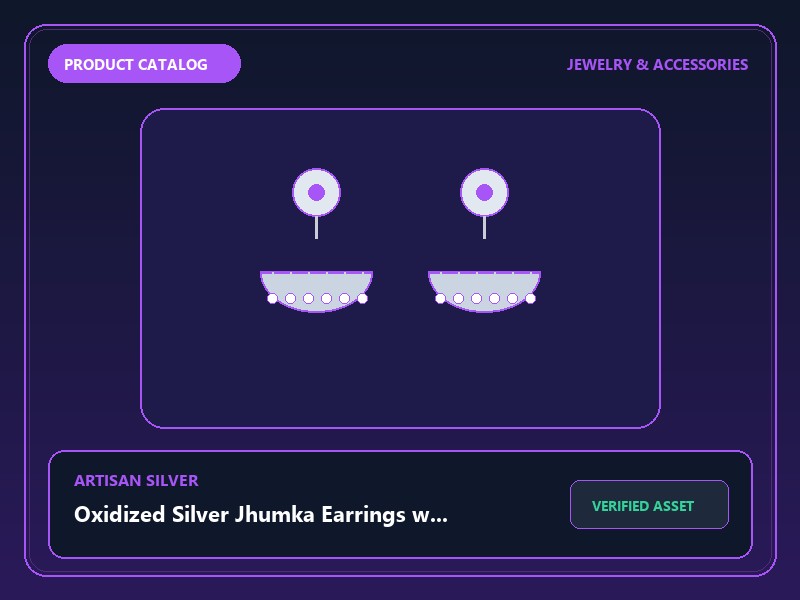 PRODUCT CATALOG
JEWELRY & ACCESSORIES
ARTISAN SILVER
Oxidized Silver Jhumka Earrings w...
VERIFIED ASSET